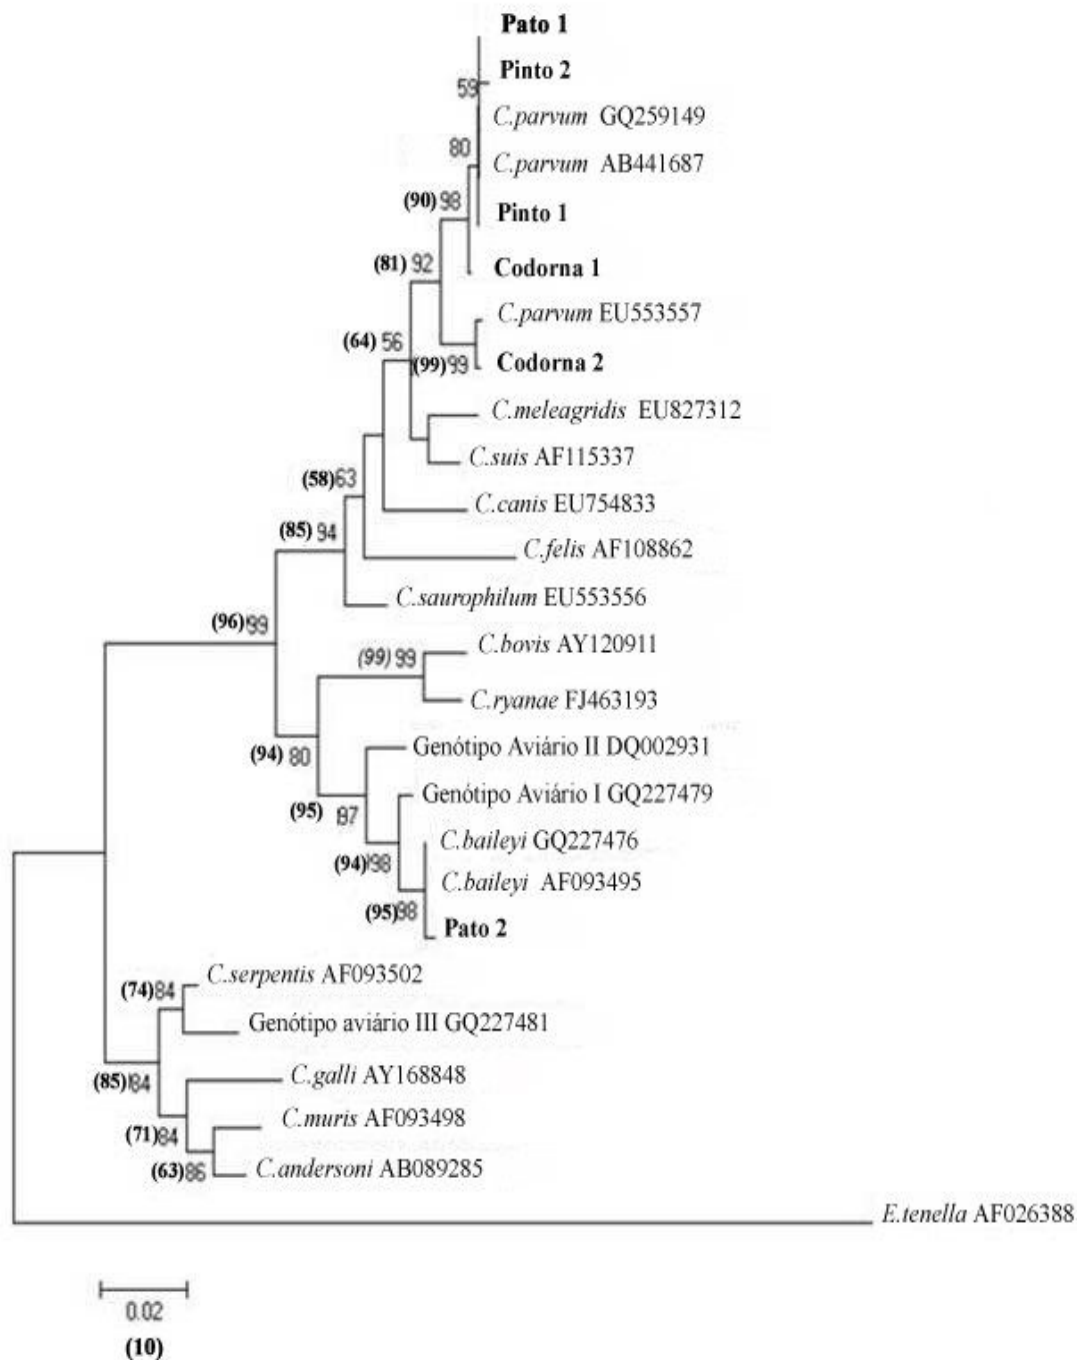 Pato 1
Pinto 2
59
C.parvum GQ259149
80
C.parvum AB441687
(90) 98
Pinto 1
(81) 92
Codorna 1
C.parvum EU553557
(64) 56
(99) 99
Codorna 2
C.meleagridis EU827312
C.suis AF115337
(58) 63
C.canis EU754833
(85) 94
C.felis AF108862
C.saurophilum EU553556
(96) 99
C.bovis AY120911
(99) 99
C.ryanae FJ463193
(94) 80
Genótipo Aviário II DQ002931
Genótipo Aviário I GQ227479
(95) 97
C.baileyi GQ227476
(94) 98
C.baileyi AF093495
(95) 98
Pato 2
C.serpentis AF093502
(74) 84
Genótipo aviário III GQ227481
(85) 84
C.galli AY168848
C.muris AF093498
(71) 84
(63) 86
C.andersoni AB089285
E.tenella AF026388
0.02
(10)